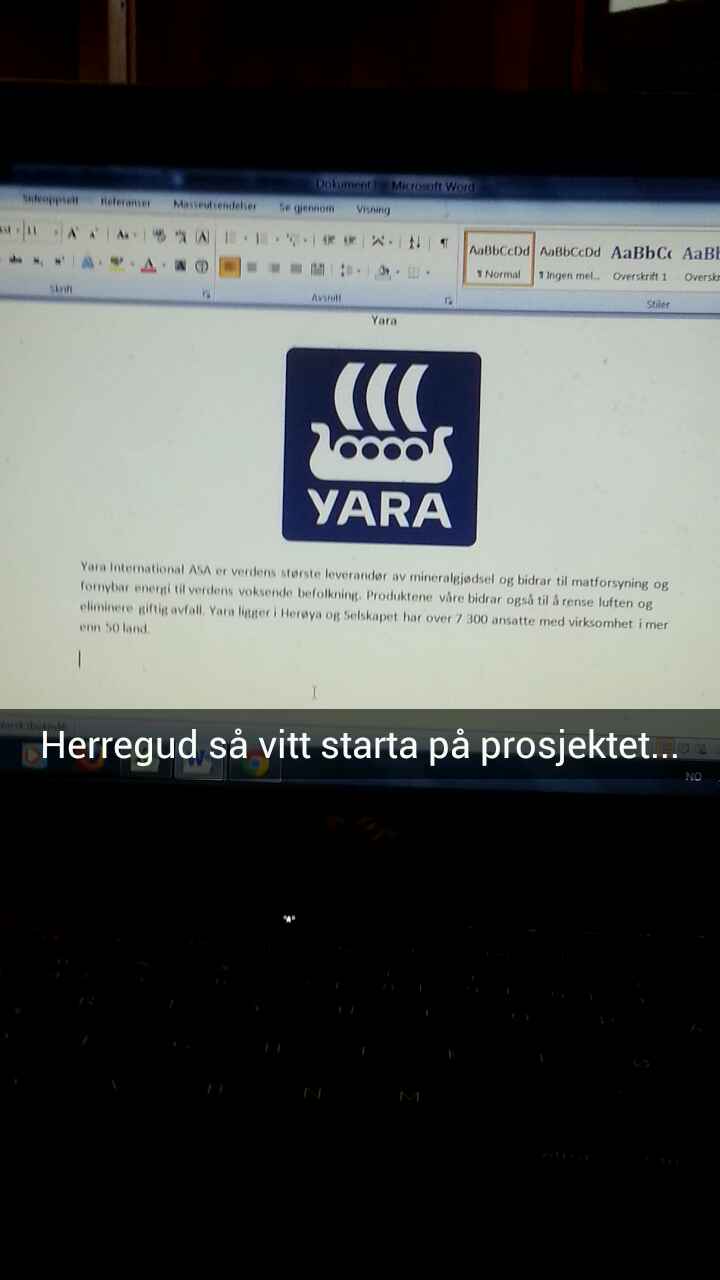 Dokument1 - Microsoft Word
Sideoppsett Referanser Masseutsendelser Se gjennom Visning
11
AaBbCcDd AaBbCcDd AaBbCc AaBb
¶ Normal ¶ Ingen mel... Overskrift 1 Overskr
Skrift Avsnitt Stiler
Yara
YARA
Yara International ASA er verdens største leverandør av mineralgjødsel og bidrar til matforsyning og
fornybar energi til verdens voksende befolkning. Produktene våre bidrar også til å rense luften og
eliminere giftig avfall. Yara ligger i Herøya og Selskapet har over 7 300 ansatte med virksomhet i mer
enn 50 land.
Herregud så vitt starta på prosjektet...
NO
N M